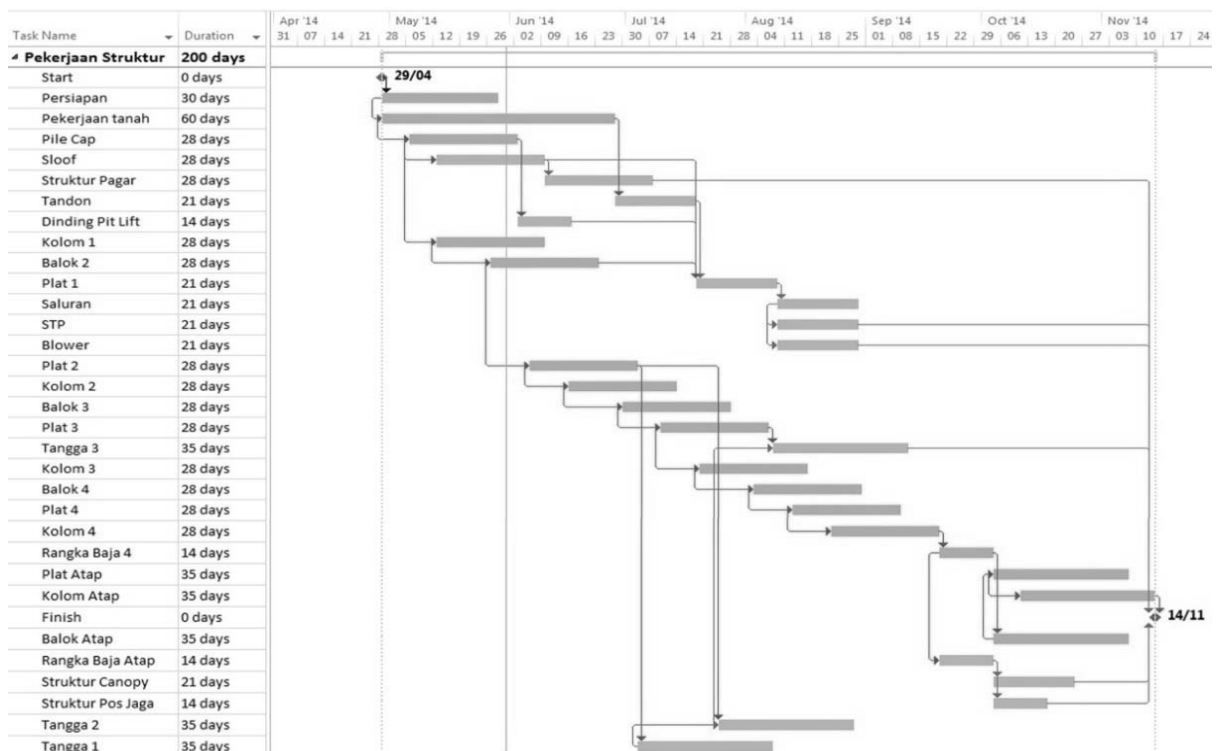 Apr '14 May '14 Jun '14 Jul '14 Aug '14 Sep '14 Oct '14 Nov '14
Task Name Duration 31 07 14 21 28 05 12 19 26 02 09 16 23 30 07 14 21 28 04 11 18 25 01 08 15 22 29 06 13 20 27 03 10 17 24
Pekerjaan Struktur 200 days
Start 0 days 29/04
Persiapan 30 days
Pekerjaan tanah 60 days
Pile Cap 28 days
Sloof 28 days
Struktur Pagar 28 days
Tandon 21 days
Dinding Pit Lift 14 days
Kolom 1 28 days
Balok 2 28 days
Plat 1 21 days
Saluran 21 days
STP 21 days
Blower 21 days
Plat 2 28 days
Kolom 2 28 days
Balok 3 28 days
Plat 3 28 days
Tangga 3 35 days
Kolom 3 28 days
Balok 4 28 days
Plat 4 28 days
Kolom 4 28 days
Rangka Baja 4 14 days
Plat Atap 35 days
Kolom Atap 35 days
Finish 0 days 14/11
Balok Atap 35 days
Rangka Baja Atap 14 days
Struktur Canopy 21 days
Struktur Pos Jaga 14 days
Tangga 2 35 days
Tangga 1 35 days